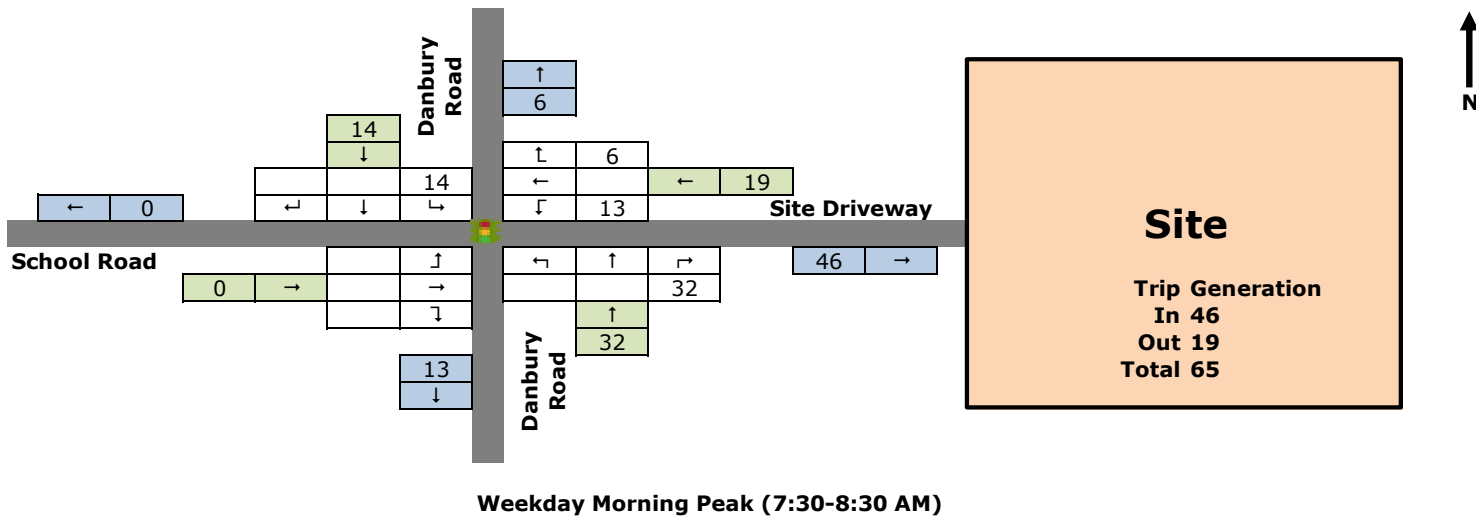 Danbury
Road
N
↑
6
14
↓
↰ 6
14 ← ← 19
← 0 ↵ ↓ ↳ ↲ 13 Site Driveway
Site
School Road
↲ ↰ ↑ ↱ 46 →
0 → → 32
Trip Generation
↴ ↑ In 46
32 Out 19
13 Total 65
↓
Danbury
Road
Weekday Morning Peak (7:30-8:30 AM)